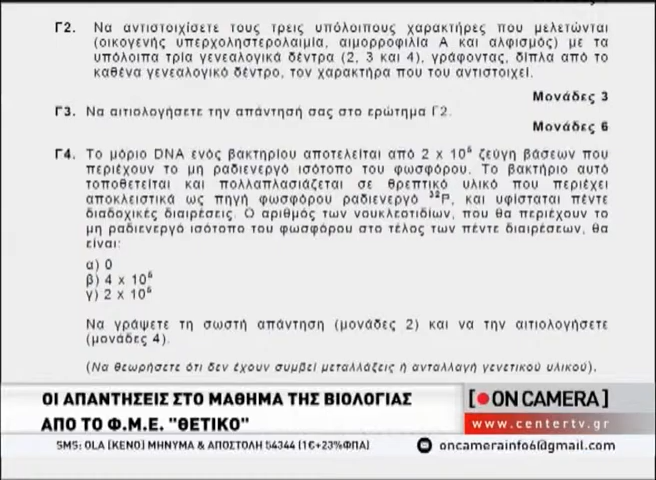 Γ2. Να αντιστοιχίσετε τους τρεις υπόλοιπους χαρακτήρες που μελετώνται
(οικογενής υπερχοληστερολαιμία, αιμορροφιλία Α και αλφισμός) με τα
υπόλοιπα τρία γενεαλογικά δέντρα (2, 3 και 4), γράφοντας, δίπλα από το
καθένα γενεαλογικό δέντρο, τον χαρακτήρα που του αντιστοιχεί.
Μονάδες 3
Γ3. Να αιτιολογήσετε την απάντησή σας στο ερώτημα Γ2.
Μονάδες 6
Γ4. Το μόριο DNA ενός βακτηρίου αποτελείται από 2 x 10⁵ ζεύγη βάσεων που
περιέχουν το μη ραδιενεργό ισότοπο του φωσφόρου. Το βακτήριο αυτό
τοποθετείται και πολλαπλασιάζεται σε θρεπτικό υλικό που περιέχει
αποκλειστικά ως πηγή φωσφόρου ραδιενεργό ³²P, και υφίσταται πέντε
διαδοχικές διαιρέσεις. Ο αριθμός των νουκλεοτιδίων, που θα περιέχουν το
μη ραδιενεργό ισότοπο του φωσφόρου στο τέλος των πέντε διαιρέσεων, θα
είναι:
α) 0
β) 4 x 10⁵
γ) 2 x 10⁵
Να γράψετε τη σωστή απάντηση (μονάδες 2) και να την αιτιολογήσετε
(μονάδες 4).
(Να θεωρήσετε ότι δεν έχουν συμβεί μεταλλάξεις ή ανταλλαγή γενετικού υλικού).
ΟΙ ΑΠΑΝΤΗΣΕΙΣ ΣΤΟ ΜΑΘΗΜΑ ΤΗΣ ΒΙΟΛΟΓΙΑΣ
ΑΠΟ ΤΟ Φ.Μ.Ε. "ΘΕΤΙΚΟ"
[ON CAMERA]
www.centertv.gr
SMS: OLA (ΚΕΝΟ) ΜΗΝΥΜΑ & ΑΠΟΣΤΟΛΗ 54344 (1€+23%ΦΠΑ)
oncamerainfo6@gmail.com